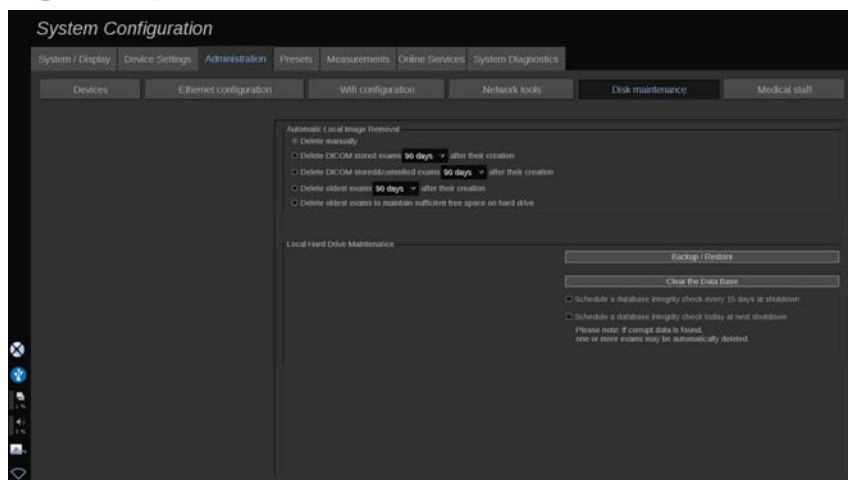 System Configuration
System / Display Device Settings Administration Presets Measurements Online Services System Diagnostics
Devices Ethernet configuration Wifi configuration Network tools Disk maintenance Medical staff
Automatic Local Image Removal
Delete manually
Delete DICOM stored exams 90 days after their creation
Delete DICOM stored&commited exams 90 days after their creation
Delete oldest exams 90 days after their creation
Delete oldest exams to maintain sufficient free space on hard drive
Local Hard Drive Maintenance
Backup / Restore
Clear the Data Base
Schedule a database integrity check every 15 days at shutdown
Schedule a database integrity check today at next shutdown
Please note: if corrupt data is found,
one or more exams may be automatically deleted.